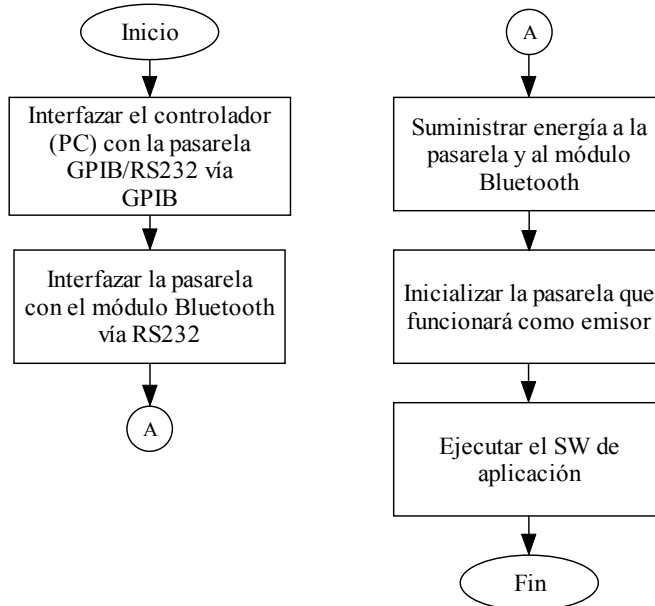 Inicio
Interfazar el controlador
(PC) con la pasarela
GPIB/RS232 vía
GPIB
Interfazar la pasarela
con el módulo Bluetooth
vía RS232
A
A
Suministrar energía a la
pasarela y al módulo
Bluetooth
Inicializar la pasarela que
funcionará como emisor
Ejecutar el SW de
aplicación
Fin